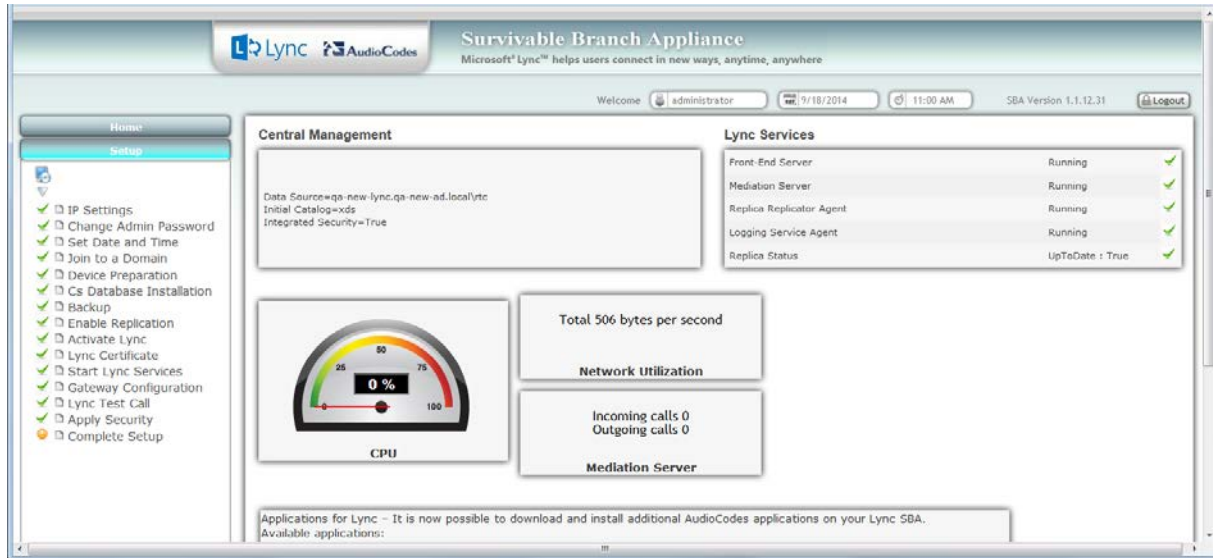 Lync AudioCodes
Survivable Branch Appliance
Microsoft® Lync™ helps users connect in new ways, anytime, anywhere
Welcome administrator 9/18/2014 11:00 AM SBA Version 1.1.12.31 Logout
Home
Setup
IP Settings
Change Admin Password
Set Date and Time
Join to a Domain
Device Preparation
Cs Database Installation
Backup
Enable Replication
Activate Lync
Lync Certificate
Start Lync Services
Gateway Configuration
Lync Test Call
Apply Security
Complete Setup
Central Management
Data Source=qa-new-lync.qa-new-ad.local\rtc
Initial Catalog=xds
Integrated Security=True
Lync Services
Front-End Server Running
Mediation Server Running
Replica Replicator Agent Running
Logging Service Agent Running
Replica Status UpToDate : True
0 25 50 75 100
0 %
CPU
Total 506 bytes per second
Network Utilization
Incoming calls 0
Outgoing calls 0
Mediation Server
Applications for Lync – It is now possible to download and install additional AudioCodes applications on your Lync SBA.
Available applications: